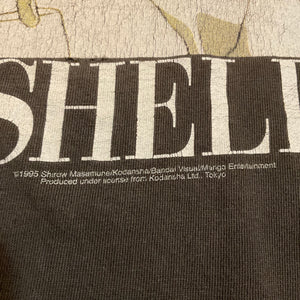 SHELL
©1995 Shirow Masamune/Kodansha/Bandai Visual/Manga Entertainment
Produced under license from Kodansha Ltd., Tokyo